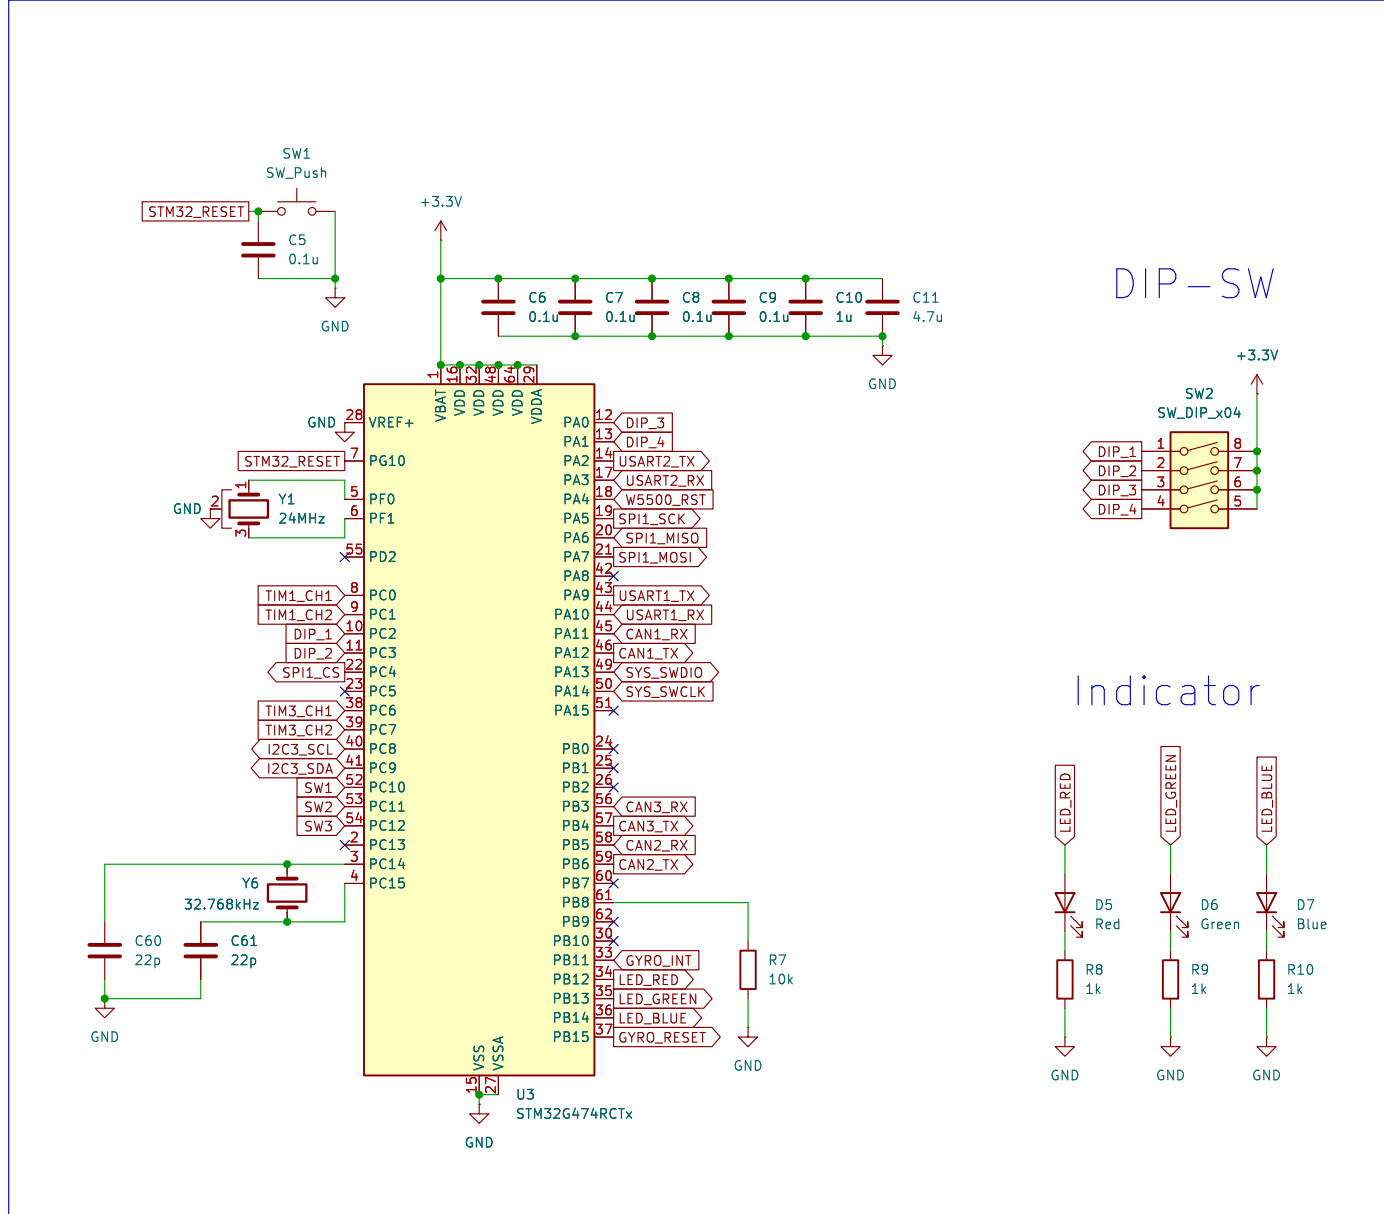 SW1
SW_Push
STM32_RESET
C5
0.1u
GND
+3.3V
C6
0.1u
C7
0.1u
C8
0.1u
C9
0.1u
C10
1u
C11
4.7u
GND
DIP-SW
+3.3V
SW2
SW_DIP_x04
DIP_1 1 8
DIP_2 2 7
DIP_3 3 6
DIP_4 4 5
1 16 32 48 64 29
VBAT VDD VDD VDD VDD VDDA
GND 28 VREF+
STM32_RESET 7 PG10
GND 2 1 3 Y1
24MHz
5 PF0
6 PF1
55 PD2
TIM1_CH1 8 PC0
TIM1_CH2 9 PC1
DIP_1 10 PC2
DIP_2 11 PC3
SPI1_CS 22 PC4
23 PC5
TIM3_CH1 38 PC6
TIM3_CH2 39 PC7
I2C3_SCL 40 PC8
I2C3_SDA 41 PC9
SW1 52 PC10
SW2 53 PC11
SW3 54 PC12
2 PC13
3 PC14
4 PC15
Y6
32.768kHz
C60
22p
C61
22p
GND
PA0 12 DIP_3
PA1 13 DIP_4
PA2 14 USART2_TX
PA3 17 USART2_RX
PA4 18 W5500_RST
PA5 19 SPI1_SCK
PA6 20 SPI1_MISO
PA7 21 SPI1_MOSI
PA8 42
PA9 43 USART1_TX
PA10 44 USART1_RX
PA11 45 CAN1_RX
PA12 46 CAN1_TX
PA13 49 SYS_SWDIO
PA14 50 SYS_SWCLK
PA15 51
PB0 24
PB1 25
PB2 26
PB3 56 CAN3_RX
PB4 57 CAN3_TX
PB5 58 CAN2_RX
PB6 59 CAN2_TX
PB7 60
PB8 61
PB9 62
PB10 30
PB11 33 GYRO_INT
PB12 34 LED_RED
PB13 35 LED_GREEN
PB14 36 LED_BLUE
PB15 37 GYRO_RESET
R7
10k
GND
VSS VSSA
15 27
U3
STM32G474RCTx
GND
Indicator
LED_RED
LED_GREEN
LED_BLUE
D5
Red
D6
Green
D7
Blue
R8
1k
R9
1k
R10
1k
GND
GND
GND